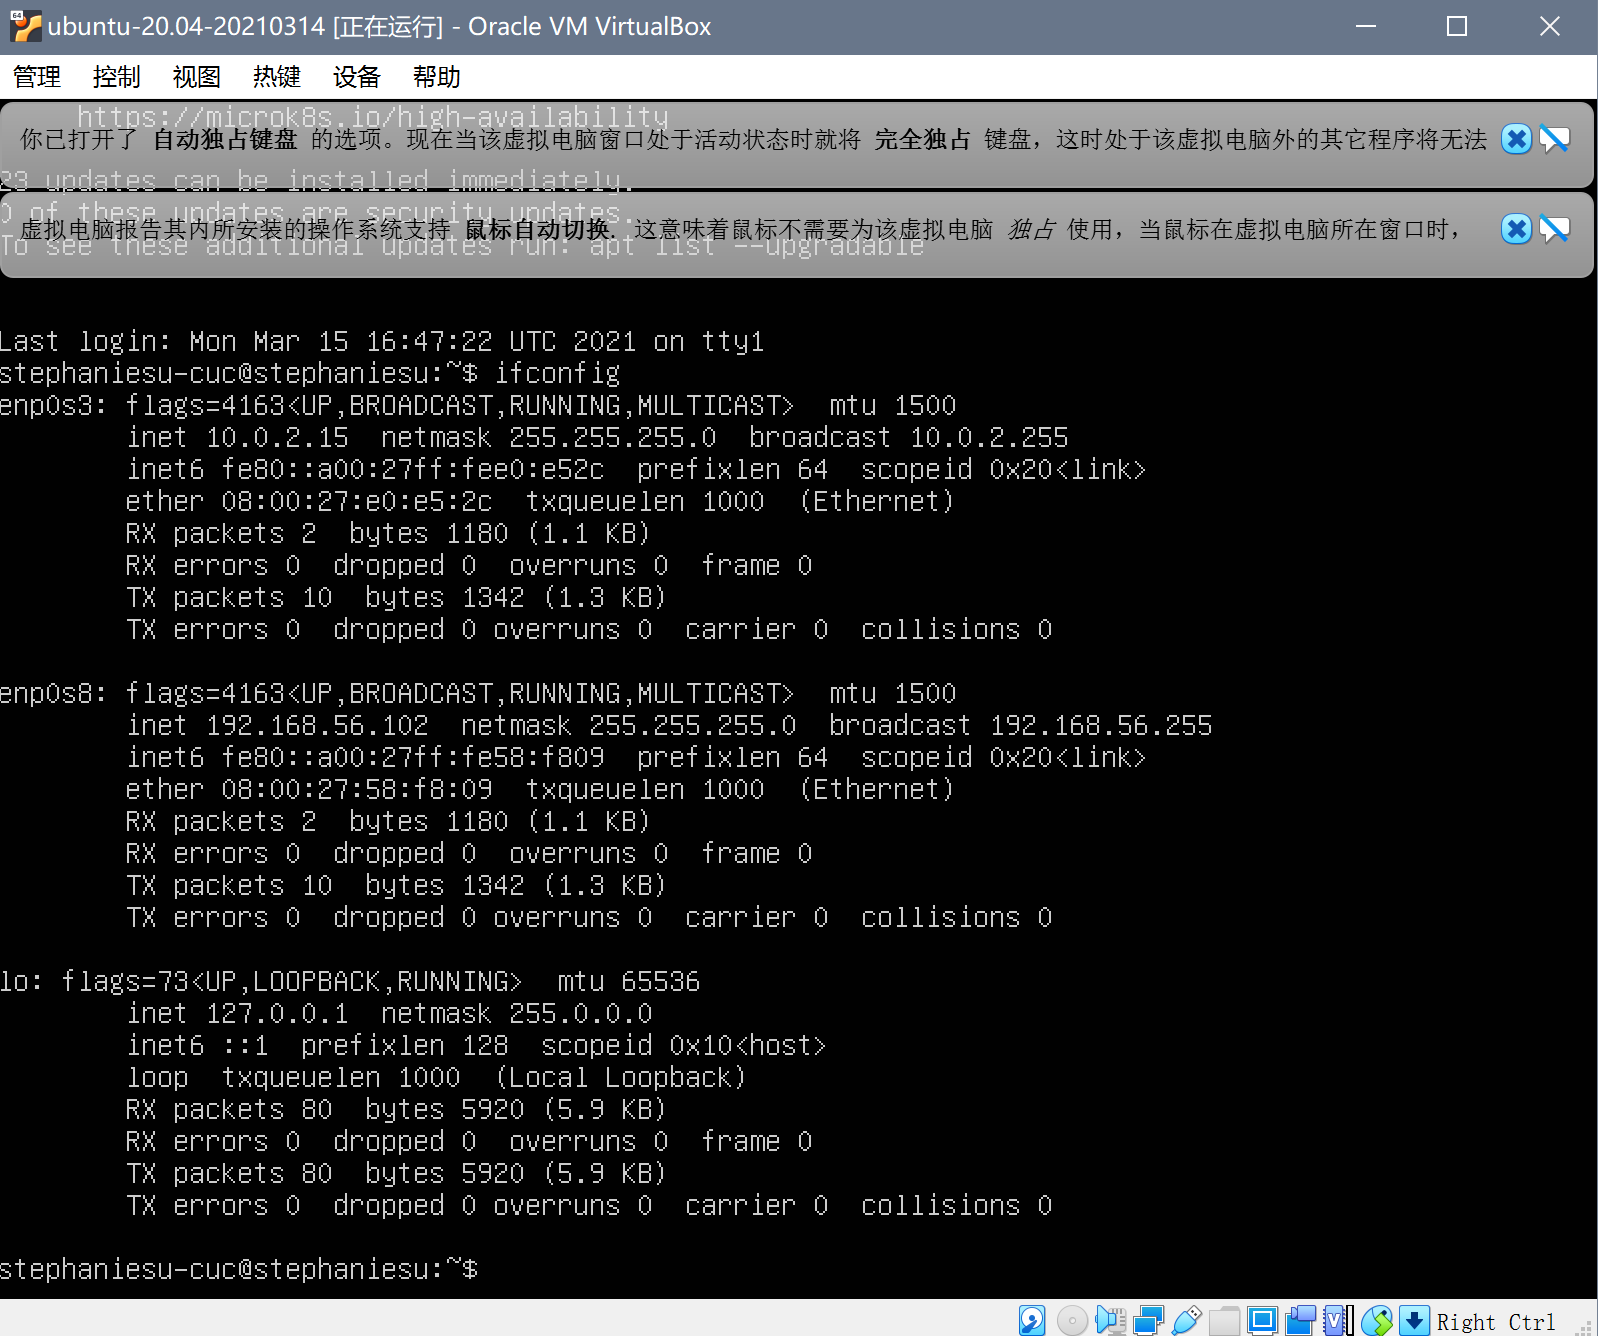 ubuntu-20.04-20210314 [正在运行] - Oracle VM VirtualBox
管理 控制 视图 热键 设备 帮助
https://microk8s.io/high-availability
你已打开了 自动独占键盘 的选项。现在当该虚拟电脑窗口处于活动状态时就将 完全独占 键盘，这时处于该虚拟电脑外的其它程序将无法
23 updates can be installed immediately.
0 of these updates are security updates.
虚拟电脑报告其内所安装的操作系统支持 鼠标自动切换. 这意味着鼠标不需要为该虚拟电脑 独占 使用，当鼠标在虚拟电脑所在窗口时，
To see these additional updates run: apt list --upgradable
Last login: Mon Mar 15 16:47:22 UTC 2021 on tty1
stephaniesu-cuc@stephaniesu:~$ ifconfig
enp0s3: flags=4163<UP,BROADCAST,RUNNING,MULTICAST>  mtu 1500
        inet 10.0.2.15  netmask 255.255.255.0  broadcast 10.0.2.255
        inet6 fe80::a00:27ff:fee0:e52c  prefixlen 64  scopeid 0x20<link>
        ether 08:00:27:e0:e5:2c  txqueuelen 1000  (Ethernet)
        RX packets 2  bytes 1180 (1.1 KB)
        RX errors 0  dropped 0  overruns 0  frame 0
        TX packets 10  bytes 1342 (1.3 KB)
        TX errors 0  dropped 0 overruns 0  carrier 0  collisions 0
enp0s8: flags=4163<UP,BROADCAST,RUNNING,MULTICAST>  mtu 1500
        inet 192.168.56.102  netmask 255.255.255.0  broadcast 192.168.56.255
        inet6 fe80::a00:27ff:fe58:f809  prefixlen 64  scopeid 0x20<link>
        ether 08:00:27:58:f8:09  txqueuelen 1000  (Ethernet)
        RX packets 2  bytes 1180 (1.1 KB)
        RX errors 0  dropped 0  overruns 0  frame 0
        TX packets 10  bytes 1342 (1.3 KB)
        TX errors 0  dropped 0 overruns 0  carrier 0  collisions 0
lo: flags=73<UP,LOOPBACK,RUNNING>  mtu 65536
        inet 127.0.0.1  netmask 255.0.0.0
        inet6 ::1  prefixlen 128  scopeid 0x10<host>
        loop  txqueuelen 1000  (Local Loopback)
        RX packets 80  bytes 5920 (5.9 KB)
        RX errors 0  dropped 0  overruns 0  frame 0
        TX packets 80  bytes 5920 (5.9 KB)
        TX errors 0  dropped 0 overruns 0  carrier 0  collisions 0
stephaniesu-cuc@stephaniesu:~$
Right Ctrl